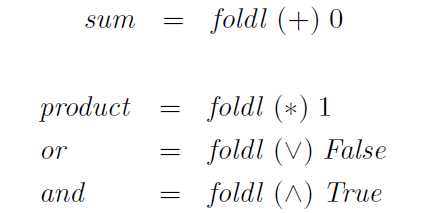 sum = foldl (+) 0
product = foldl (∗) 1
or = foldl (∨) False
and = foldl (∧) True